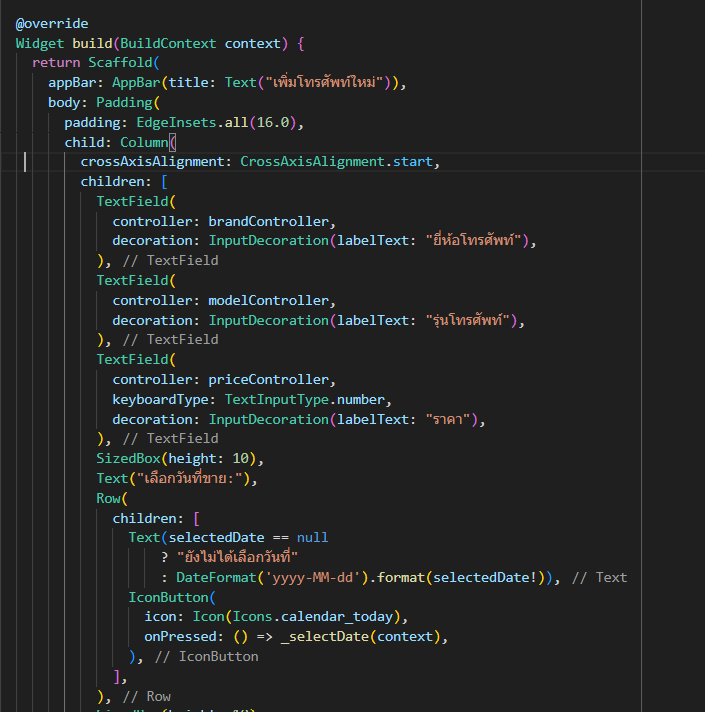 @override
Widget build(BuildContext context) {
  return Scaffold(
    appBar: AppBar(title: Text("เพิ่มโทรศัพท์ใหม่")),
    body: Padding(
      padding: EdgeInsets.all(16.0),
      child: Column(
        crossAxisAlignment: CrossAxisAlignment.start,
        children: [
          TextField(
            controller: brandController,
            decoration: InputDecoration(labelText: "ยี่ห้อโทรศัพท์"),
          ), // TextField
          TextField(
            controller: modelController,
            decoration: InputDecoration(labelText: "รุ่นโทรศัพท์"),
          ), // TextField
          TextField(
            controller: priceController,
            keyboardType: TextInputType.number,
            decoration: InputDecoration(labelText: "ราคา"),
          ), // TextField
          SizedBox(height: 10),
          Text("เลือกวันที่ขาย:"),
          Row(
            children: [
              Text(selectedDate == null
                  ? "ยังไม่ได้เลือกวันที่"
                  : DateFormat('yyyy-MM-dd').format(selectedDate!)), // Text
              IconButton(
                icon: Icon(Icons.calendar_today),
                onPressed: () => _selectDate(context),
              ), // IconButton
            ],
          ), // Row